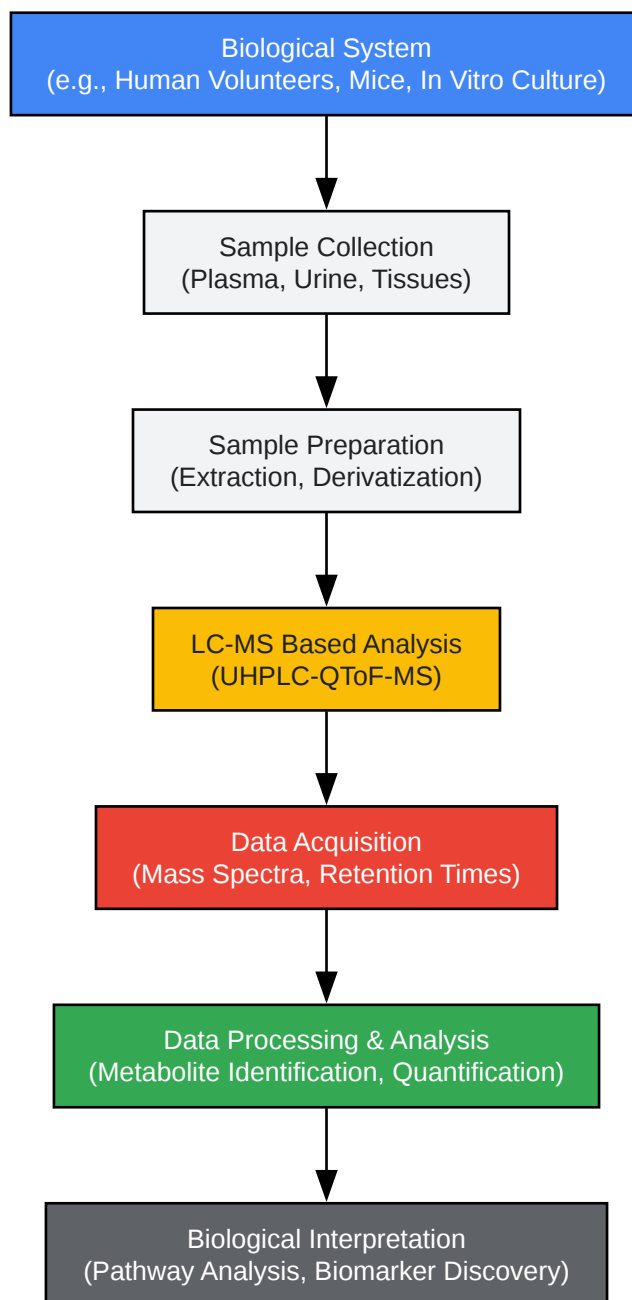 Biological System
(e.g., Human Volunteers, Mice, In Vitro Culture)
Sample Collection
(Plasma, Urine, Tissues)
Sample Preparation
(Extraction, Derivatization)
LC-MS Based Analysis
(UHPLC-QToF-MS)
Data Acquisition
(Mass Spectra, Retention Times)
Data Processing & Analysis
(Metabolite Identification, Quantification)
Biological Interpretation
(Pathway Analysis, Biomarker Discovery)